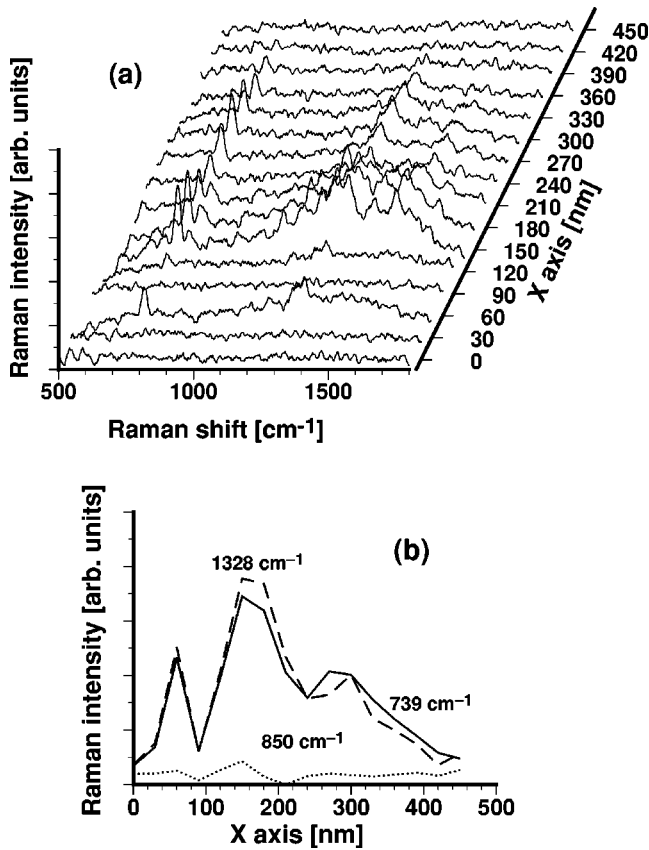 (a)
Raman intensity [arb. units]
450
420
390
360
330
300
270
240
210
180
150
120
90
60
30
0
X axis [nm]
500 1000 1500
Raman shift [cm-1]
(b)
Raman intensity [arb. units]
1328 cm−1
739 cm−1
850 cm−1
0 100 200 300 400 500
X axis [nm]